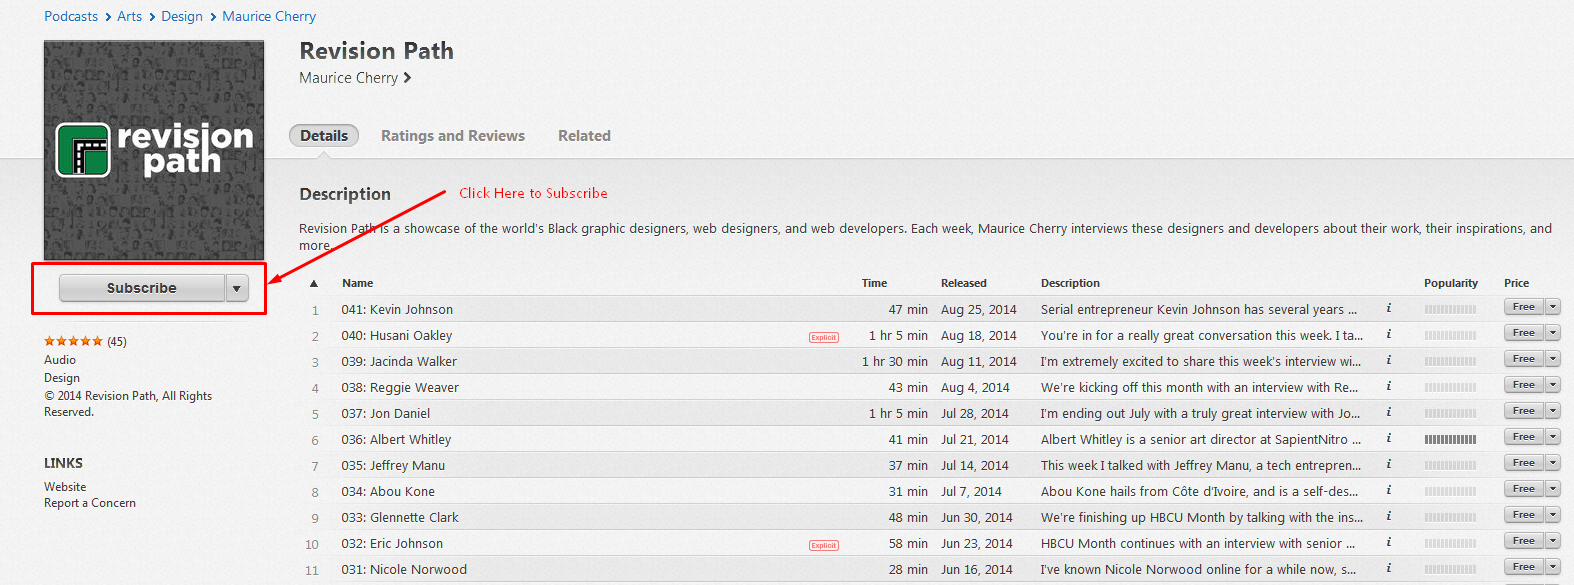 Podcasts > Arts > Design > Maurice Cherry
revision
path
Revision Path
Maurice Cherry >
Details Ratings and Reviews Related
Description
Click Here to Subscribe
Revision Path is a showcase of the world's Black graphic designers, web designers, and web developers. Each week, Maurice Cherry interviews these designers and developers about their work, their inspirations, and
more.
Subscribe
(45)
Audio
Design
© 2014 Revision Path, All Rights
Reserved.
LINKS
Website
Report a Concern
▲ Name Time Released Description Popularity Price
1 041: Kevin Johnson 47 min Aug 25, 2014 Serial entrepreneur Kevin Johnson has several years ... i Free
2 040: Husani Oakley Explicit 1 hr 5 min Aug 18, 2014 You're in for a really great conversation this week. I ta... i Free
3 039: Jacinda Walker 1 hr 30 min Aug 11, 2014 I'm extremely excited to share this week's interview wi... i Free
4 038: Reggie Weaver 43 min Aug 4, 2014 We're kicking off this month with an interview with Re... i Free
5 037: Jon Daniel 1 hr 5 min Jul 28, 2014 I'm ending out July with a truly great interview with Jo... i Free
6 036: Albert Whitley 41 min Jul 21, 2014 Albert Whitley is a senior art director at SapientNitro ... i Free
7 035: Jeffrey Manu 37 min Jul 14, 2014 This week I talked with Jeffrey Manu, a tech entrepren... i Free
8 034: Abou Kone 31 min Jul 7, 2014 Abou Kone hails from Côte d'Ivoire, and is a self-des... i Free
9 033: Glennette Clark 48 min Jun 30, 2014 We're finishing up HBCU Month by talking with the ins... i Free
10 032: Eric Johnson Explicit 58 min Jun 23, 2014 HBCU Month continues with an interview with senior ... i Free
11 031: Nicole Norwood 28 min Jun 16, 2014 I've known Nicole Norwood online for a while now, s... i Free